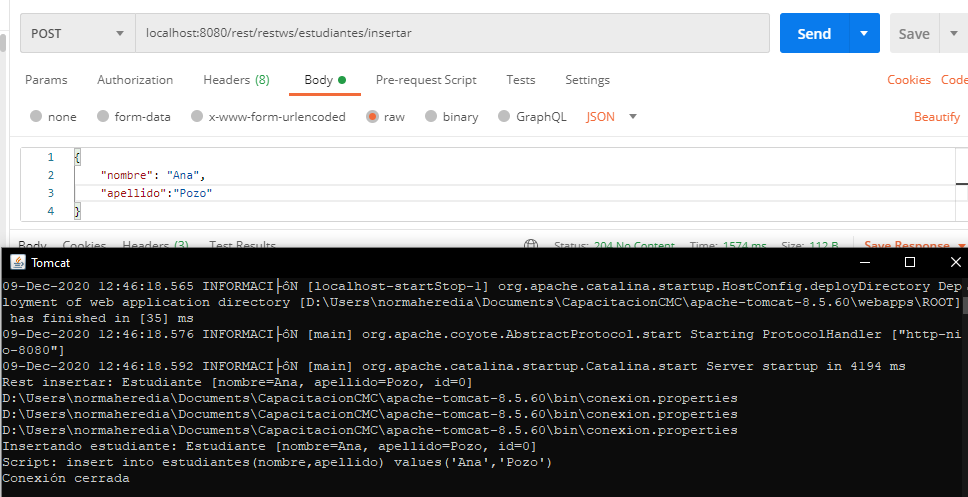 POST localhost:8080/rest/restws/estudiantes/insertar Send Save
Params Authorization Headers (8) Body Pre-request Script Tests Settings Cookies Code
none form-data x-www-form-urlencoded raw binary GraphQL JSON Beautify
1 {
2 "nombre": "Ana",
3 "apellido":"Pozo"
4 }
Body Cookies Headers (3) Test Results Status: 204 No Content Time: 1574 ms Size: 112 B Save Response
Tomcat
09-Dec-2020 12:46:18.565 INFORMACI├ôN [localhost-startStop-1] org.apache.catalina.startup.HostConfig.deployDirectory Dep
loyment of web application directory [D:\Users\normaheredia\Documents\CapacitacionCMC\apache-tomcat-8.5.60\webapps\ROOT]
has finished in [35] ms
09-Dec-2020 12:46:18.576 INFORMACI├ôN [main] org.apache.coyote.AbstractProtocol.start Starting ProtocolHandler ["http-ni
o-8080"]
09-Dec-2020 12:46:18.592 INFORMACI├ôN [main] org.apache.catalina.startup.Catalina.start Server startup in 4194 ms
Rest insertar: Estudiante [nombre=Ana, apellido=Pozo, id=0]
D:\Users\normaheredia\Documents\CapacitacionCMC\apache-tomcat-8.5.60\bin\conexion.properties
D:\Users\normaheredia\Documents\CapacitacionCMC\apache-tomcat-8.5.60\bin\conexion.properties
D:\Users\normaheredia\Documents\CapacitacionCMC\apache-tomcat-8.5.60\bin\conexion.properties
Insertando estudiante: Estudiante [nombre=Ana, apellido=Pozo, id=0]
Script: insert into estudiantes(nombre,apellido) values('Ana','Pozo')
Conexión cerrada